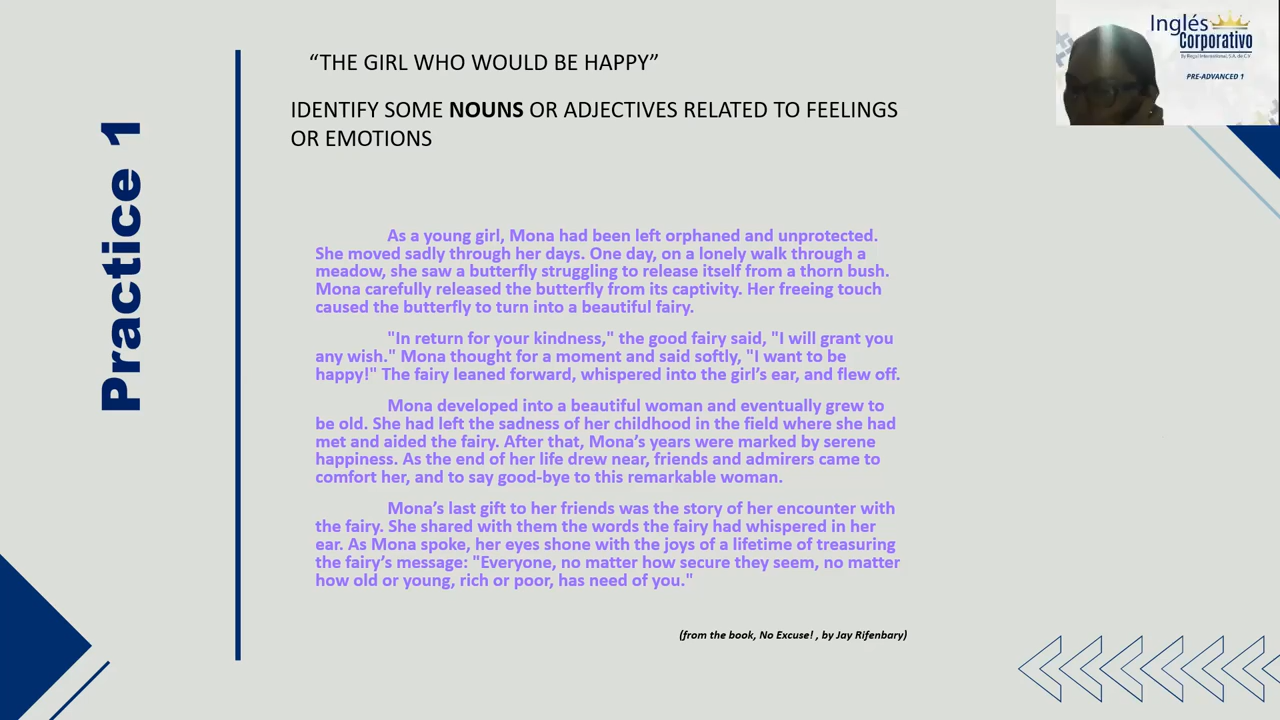 “THE GIRL WHO WOULD BE HAPPY”
IDENTIFY SOME NOUNS OR ADJECTIVES RELATED TO FEELINGS
OR EMOTIONS
Practice 1
As a young girl, Mona had been left orphaned and unprotected.
She moved sadly through her days. One day, on a lonely walk through a
meadow, she saw a butterfly struggling to release itself from a thorn bush.
Mona carefully released the butterfly from its captivity. Her freeing touch
caused the butterfly to turn into a beautiful fairy.
"In return for your kindness," the good fairy said, "I will grant you
any wish." Mona thought for a moment and said softly, "I want to be
happy!" The fairy leaned forward, whispered into the girl’s ear, and flew off.
Mona developed into a beautiful woman and eventually grew to
be old. She had left the sadness of her childhood in the field where she had
met and aided the fairy. After that, Mona’s years were marked by serene
happiness. As the end of her life drew near, friends and admirers came to
comfort her, and to say good-bye to this remarkable woman.
Mona’s last gift to her friends was the story of her encounter with
the fairy. She shared with them the words the fairy had whispered in her
ear. As Mona spoke, her eyes shone with the joys of a lifetime of treasuring
the fairy’s message: "Everyone, no matter how secure they seem, no matter
how old or young, rich or poor, has need of you."
(from the book, No Excuse! , by Jay Rifenbary)
Inglés
Corporativo
by Regio International, S.A. de C.V.
PRE-ADVANCED 1